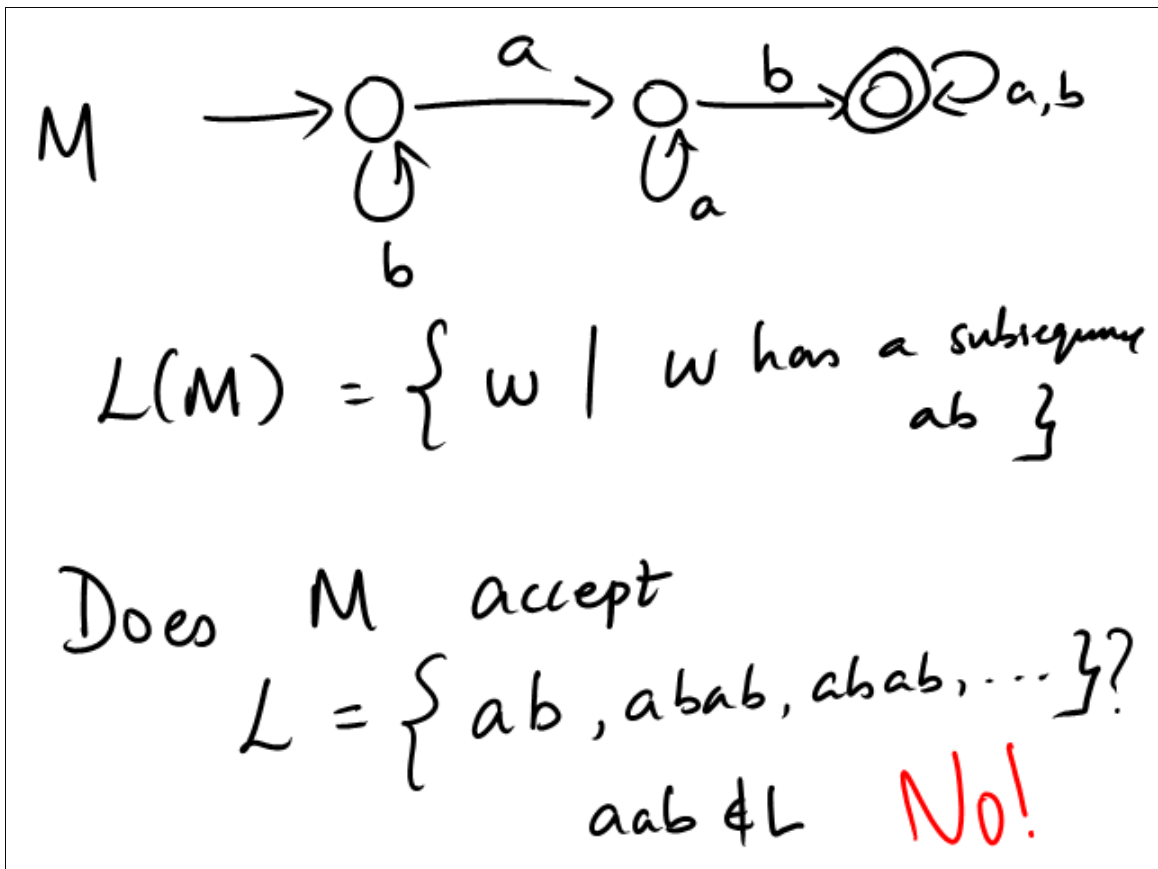 a b
M a,b
b a
L(M) = { w | w has a subsequence
ab }
Does M accept
L = { ab, abab, abab, ... }?
aab ∉ L No!